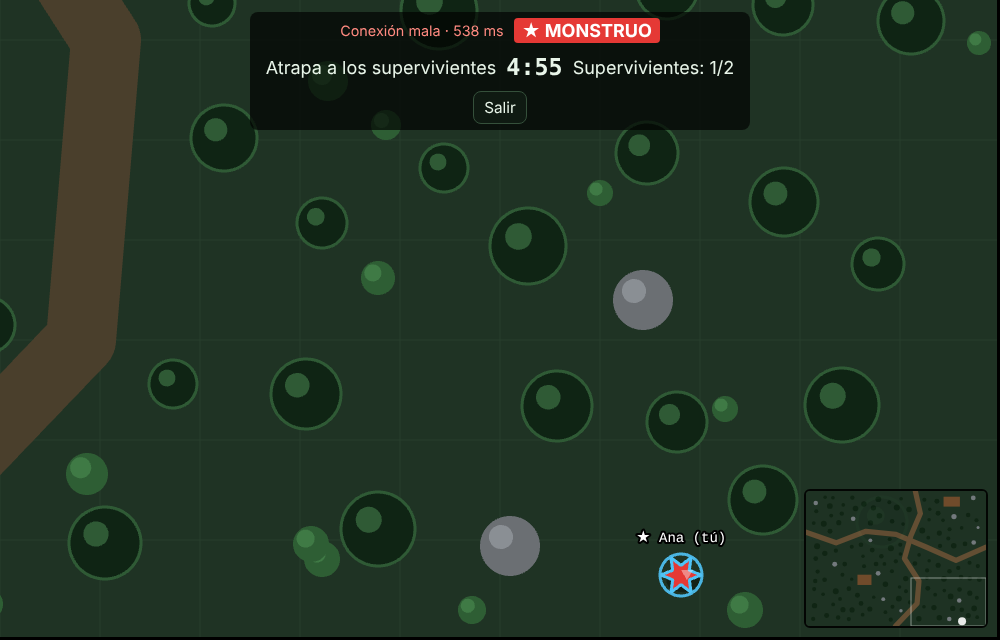 Conexión mala · 538 ms ★ MONSTRUO
Atrapa a los supervivientes 4:55 Supervivientes: 1/2
Salir
★ Ana (tú)